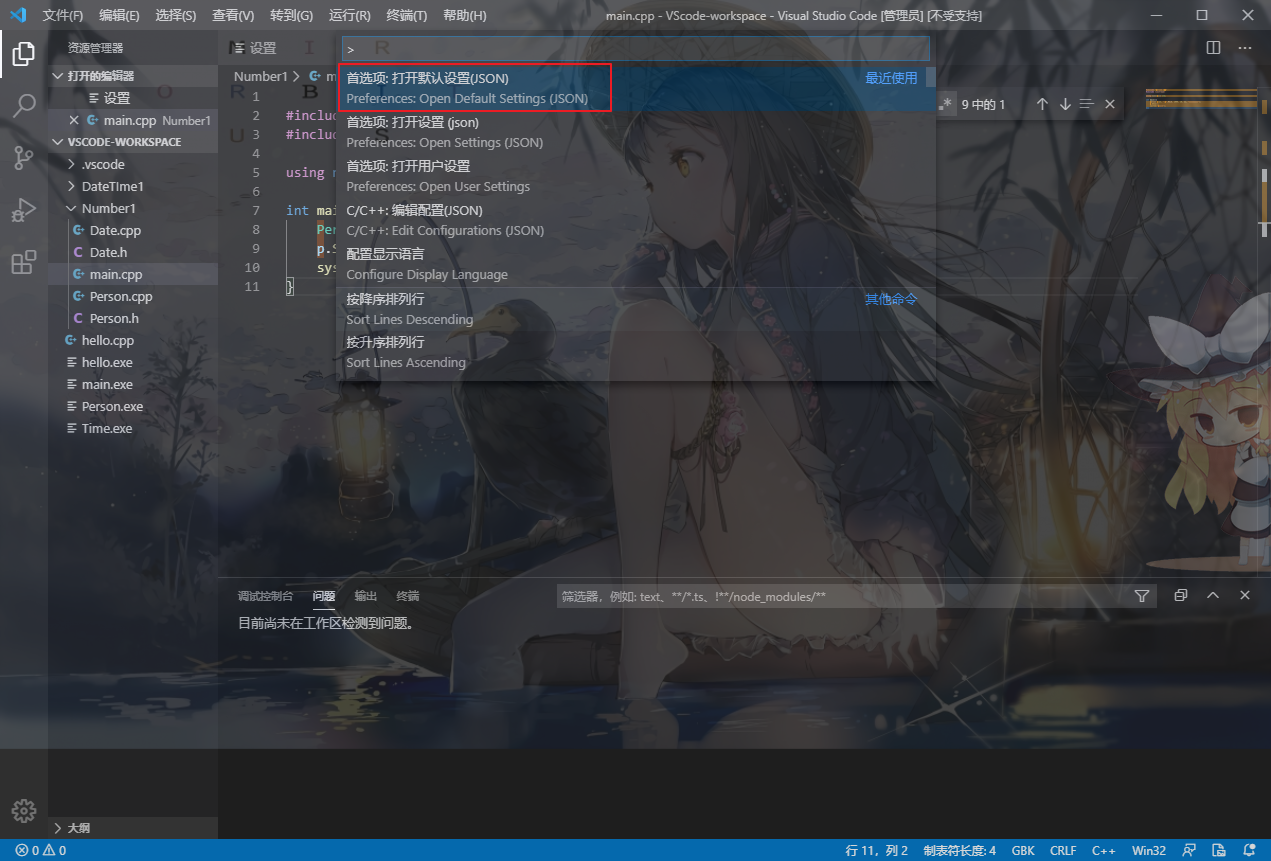 文件(F) 编辑(E) 选择(S) 查看(V) 转到(G) 运行(R) 终端(T) 帮助(H) main.cpp - VScode-workspace - Visual Studio Code [管理员] [不受支持]
资源管理器
打开的编辑器
设置
main.cpp Number1
VSCODE-WORKSPACE
.vscode
DateTIme1
Number1
Date.cpp
Date.h
main.cpp
Person.cpp
Person.h
hello.cpp
hello.exe
main.exe
Person.exe
Time.exe
大纲
设置
Number1 > m
>
首选项: 打开默认设置(JSON) 最近使用
Preferences: Open Default Settings (JSON)
首选项: 打开设置 (json)
Preferences: Open Settings (JSON)
首选项: 打开用户设置
Preferences: Open User Settings
C/C++: 编辑配置(JSON)
C/C++: Edit Configurations (JSON)
配置显示语言
Configure Display Language
按降序排列行 其他命令
Sort Lines Descending
按升序排列行
Sort Lines Ascending
.* 9 中的 1
1
2 #inclu
3 #inclu
4
5 using
6
7 int mai
8 Per
9 p.
10 sys
11 }
调试控制台 问题 输出 终端 筛选器，例如: text、**/*.ts、!**/node_modules/**
目前尚未在工作区检测到问题。
0 0 行 11，列 2 制表符长度: 4 GBK CRLF C++ Win32